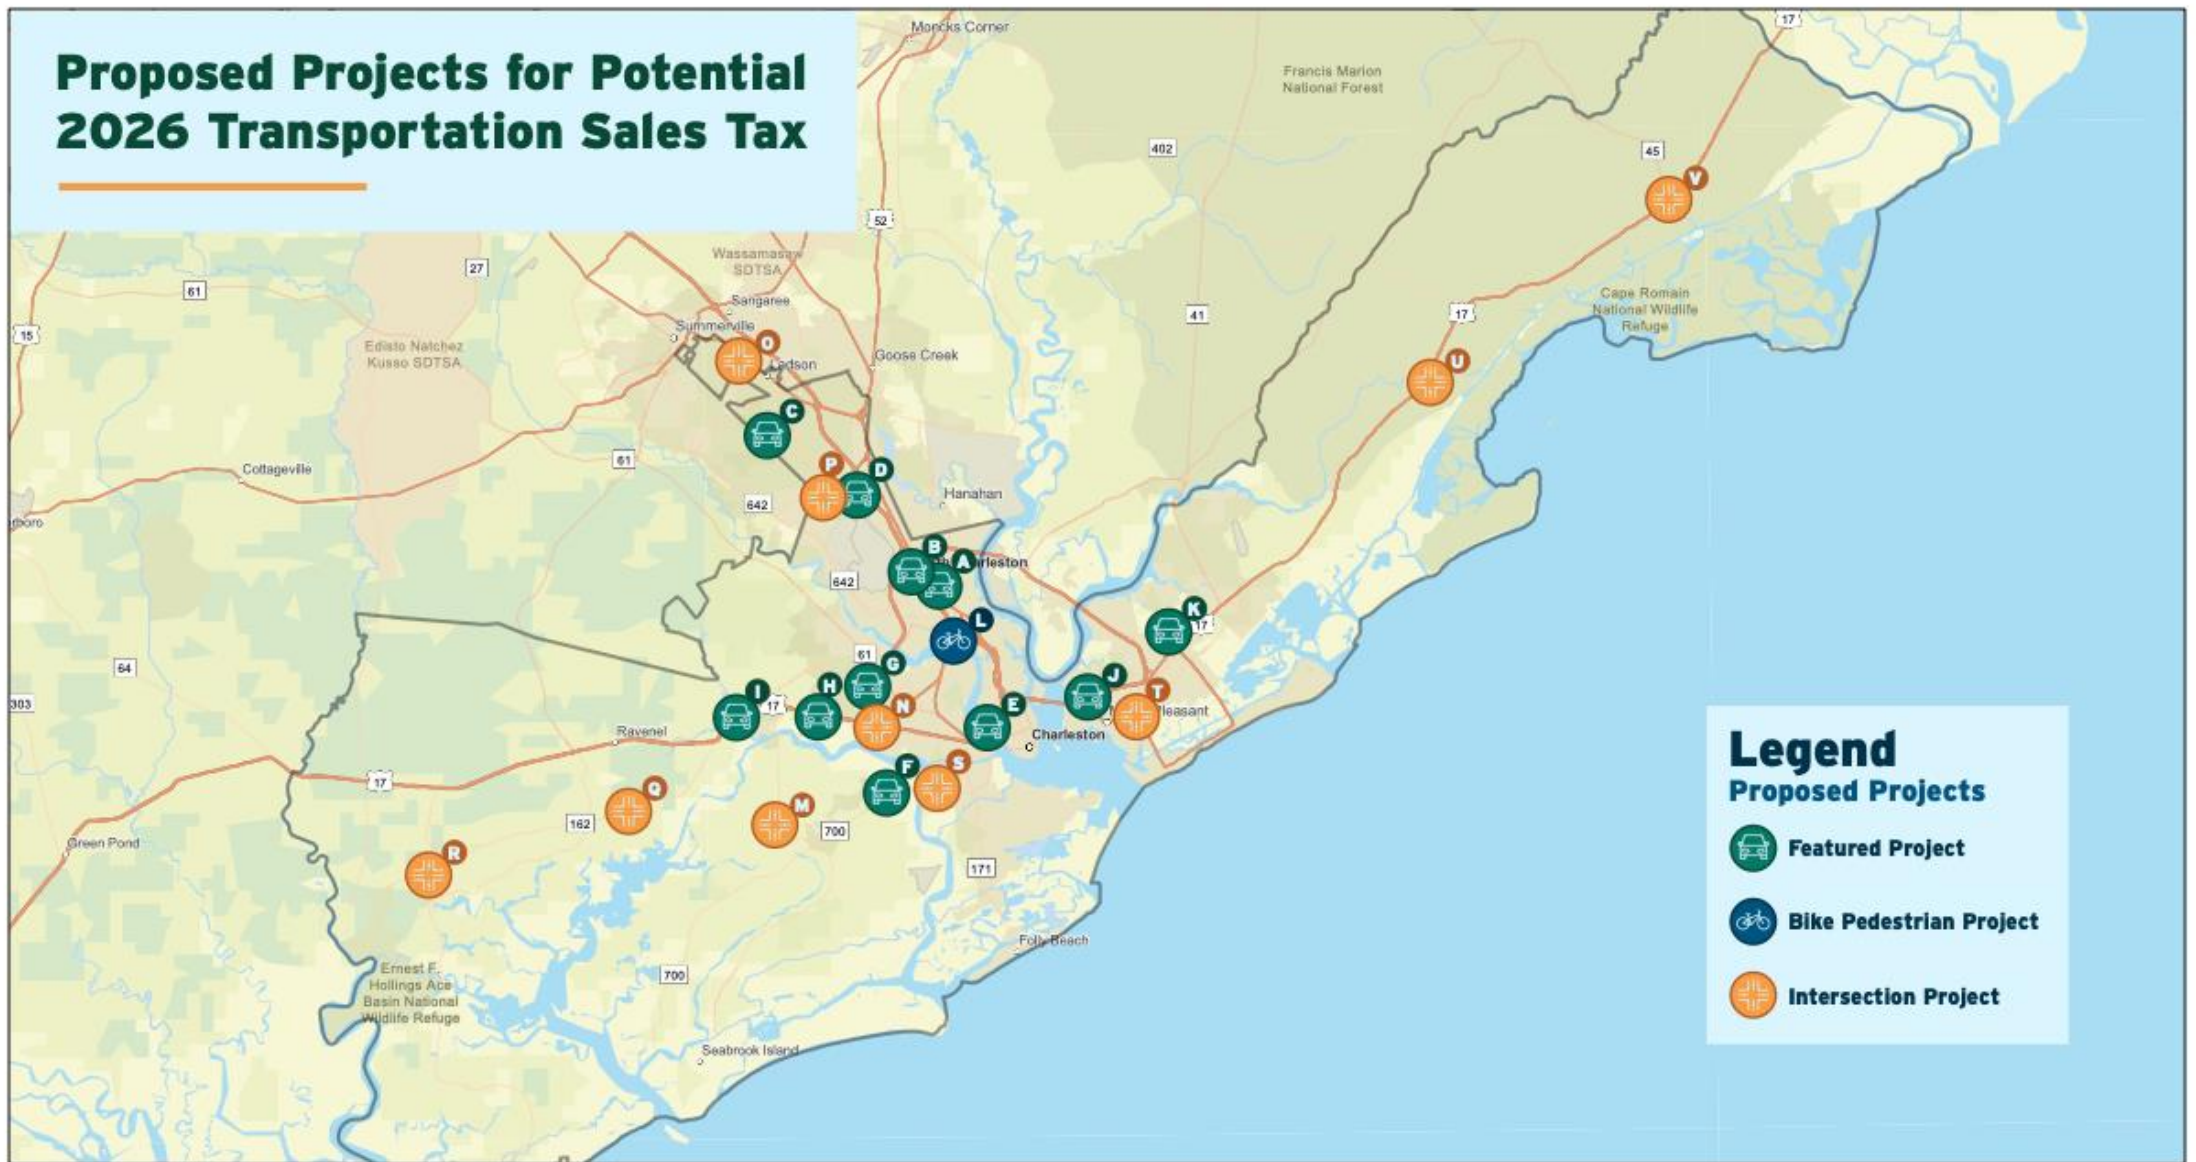 Proposed Projects for Potential
2026 Transportation Sales Tax
Moncks Corner
17
Francis Marion
National Forest
402
45
V
52
Wassamasaw
SDTSA
27
61
Sangaree
Cape Romain
National Wildlife
Refuge
17
41
15
Summerville
O
Edisto Natchez
Kusso SDTSA
Goose Creek
Ladson
U
C
61
P
D
Cottageville
Hanahan
642
boro
B
A
rleston
642
K
L
17
61
G
64
J
H
I
T
303
17
N
E
leasant
Ravenel
Charleston
F
S
17
Q
M
162
700
Green Pond
R
171
Folly Beach
Ernest F.
Hollings Ace
Basin National
Wildlife Refuge
700
Seabrook Island
Legend
Proposed Projects
Featured Project
Bike Pedestrian Project
Intersection Project